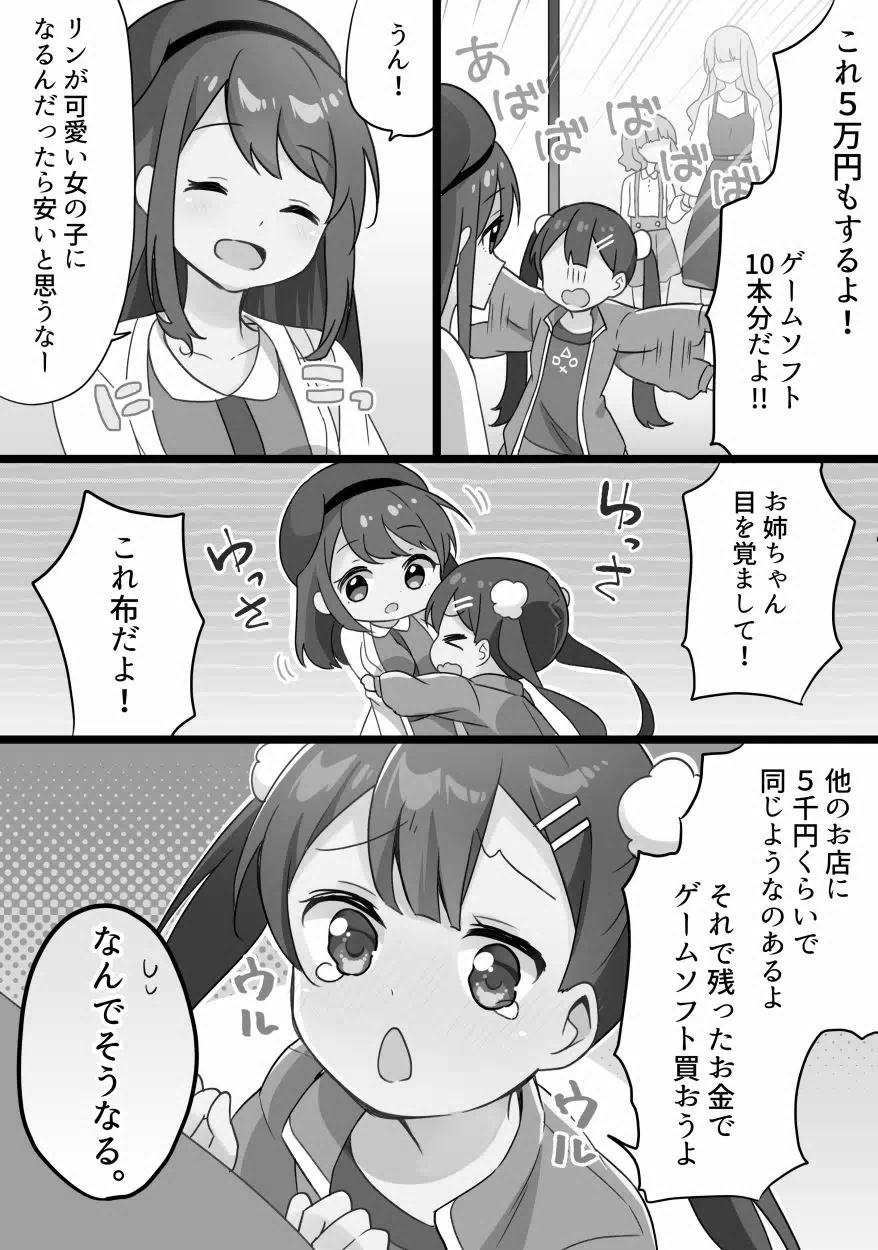 これ5万円もするよ！
ゲームソフト
10本分だよ!!
あばばばばば
うん！
リンが可愛い女の子に
なるんだったら安いと思うなー
にこっ
お姉ちゃん
目を覚まして！
ゆっさ
ゆっさ
これ布だよ！
他のお店に
5千円くらいで
同じようなのあるよ
それで残ったお金で
ゲームソフト買おうよ
ウル
ウル
なんでそうなる。